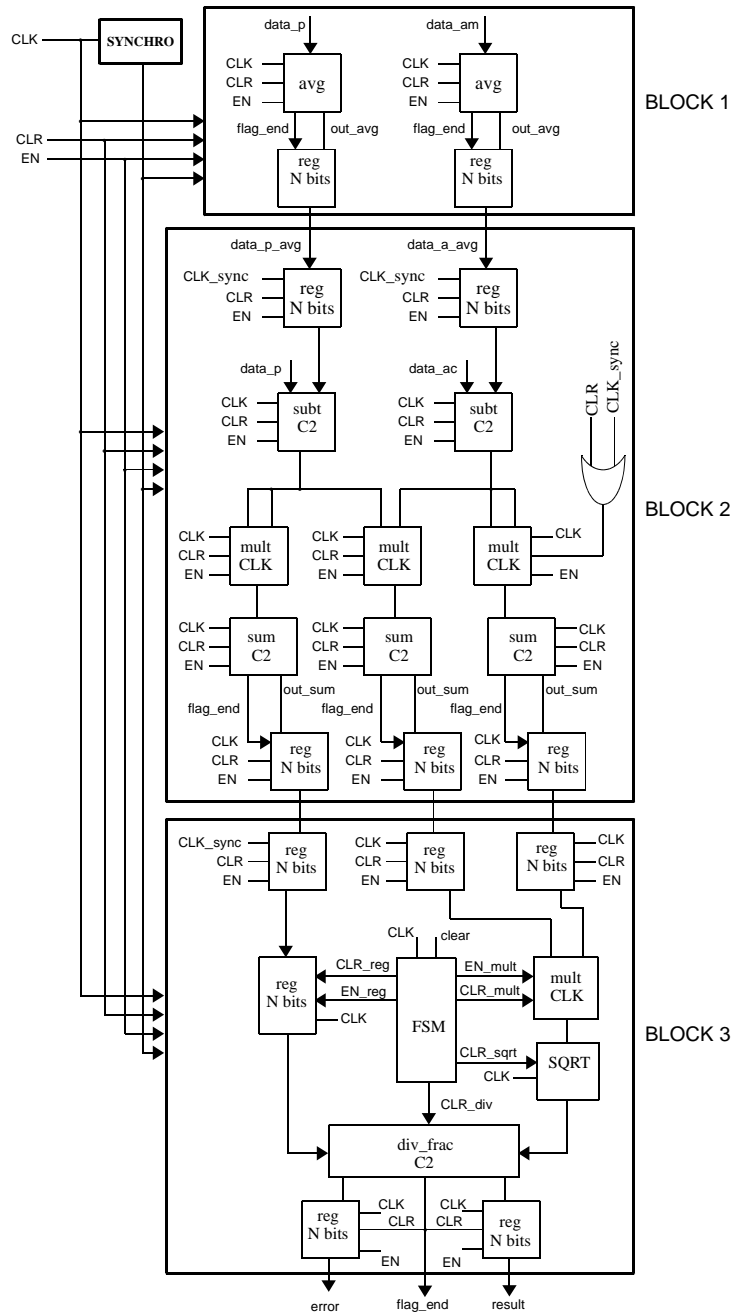 data_p data_am
CLK SYNCHRO
CLK CLK
CLR avg CLR avg
EN EN
BLOCK 1
flag_end out_avg flag_end out_avg
CLR
EN
reg reg
N bits N bits
data_p_avg data_a_avg
CLK_sync CLK_sync
CLR reg CLR reg
EN N bits EN N bits
data_p data_ac
CLR CLK_sync
CLK CLK
CLR subt CLR subt
EN C2 EN C2
BLOCK 2
CLK CLK CLK
CLR mult CLR mult mult
EN CLK EN CLK CLK EN
CLK CLK CLK
CLR sum CLR sum sum CLR
EN C2 EN C2 C2 EN
out_sum out_sum out_sum
flag_end flag_end flag_end
CLK CLK CLK
CLR reg CLR reg CLR reg
EN N bits EN N bits EN N bits
CLK_sync CLK CLK
CLR reg CLR reg reg CLR
EN N bits EN N bits N bits EN
CLK clear
CLR_reg EN_mult
reg mult
N bits CLK
EN_reg CLR_mult
CLK
FSM
BLOCK 3
CLR_sqrt SQRT
CLK
CLR_div
div_frac
C2
CLK CLK
reg CLR CLR reg
N bits N bits
EN EN
error flag_end result